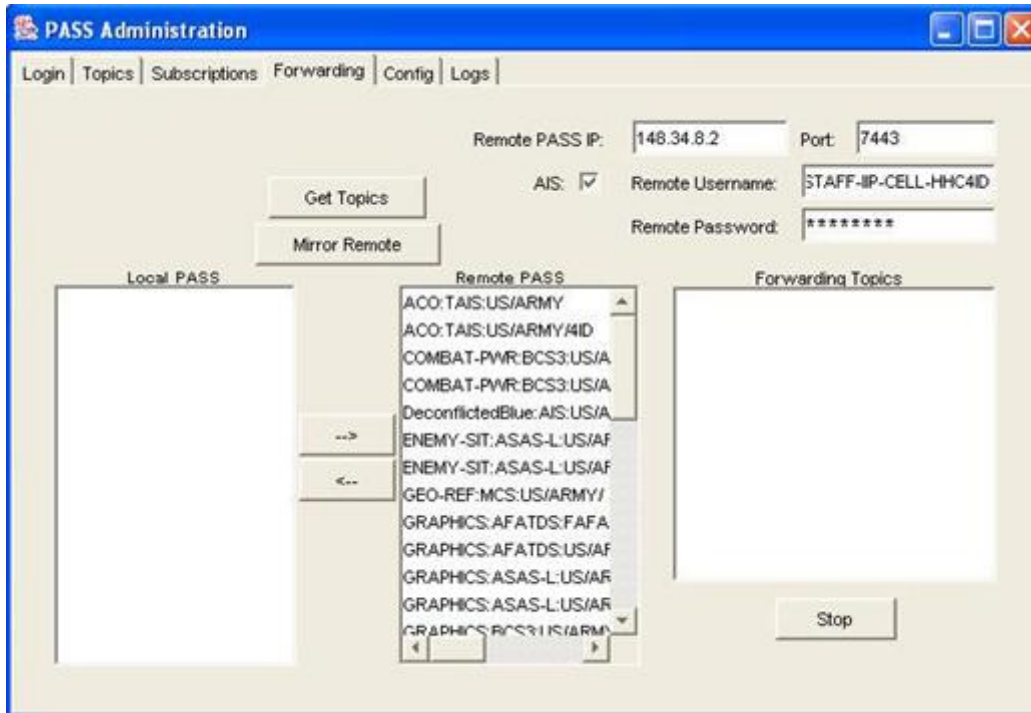 PASS Administration
Login Topics Subscriptions Forwarding Config Logs
Remote PASS IP: 148.34.8.2 Port: 7443
AIS: Remote Username: STAFF-IIP-CELL-HHC4ID
Get Topics
Remote Password: ********
Mirror Remote
Local PASS Remote PASS Forwarding Topics
ACO:TAIS:US/ARMY
ACO:TAIS:US/ARMY/4ID
COMBAT-PWR:BCS3:US/A
COMBAT-PWR:BCS3:US/A
DeconflictedBlue:AIS:US/A
-->
ENEMY-SIT:ASAS-L:US/AF
ENEMY-SIT:ASAS-L:US/AF
<--
GEO-REF:MCS:US/ARMY/
GRAPHICS:AFATDS:FAFA
GRAPHICS:AFATDS:US/AF
GRAPHICS:ASAS-L:US/AR
GRAPHICS:ASAS-L:US/AR
GRAPHICS:BCS3:US/ARMY
Stop